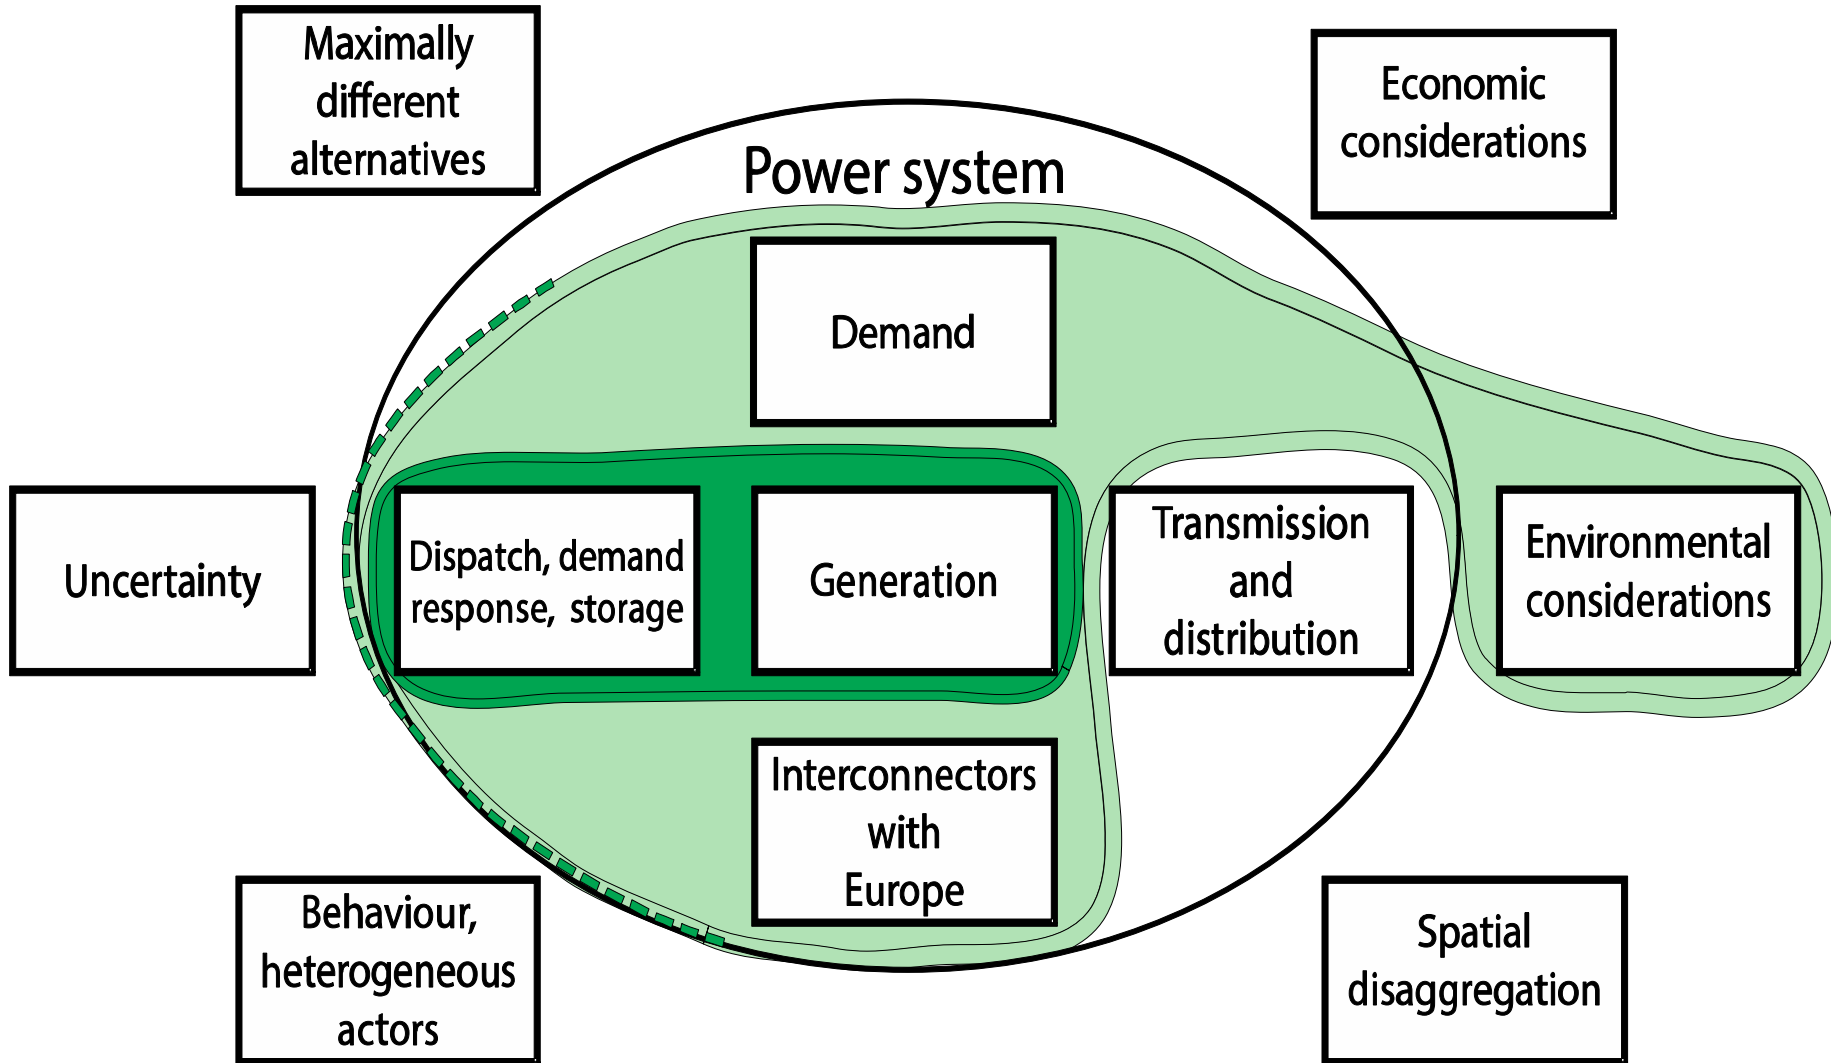 Maximally
different
alternatives
Economic
considerations
Power system
Demand
Uncertainty
Dispatch, demand
response, storage
Generation
Transmission
and
distribution
Environmental
considerations
Interconnectors
with
Europe
Behaviour,
heterogeneous
actors
Spatial
disaggregation